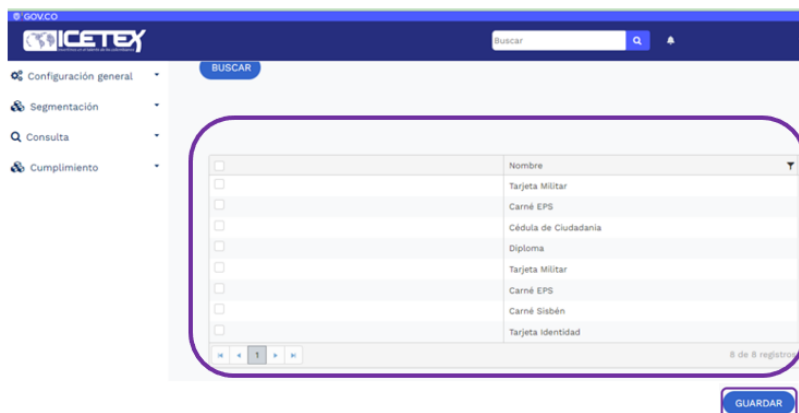 GOV.CO
ICETEX
Buscar
Configuración general
BUSCAR
Segmentación
Consulta
Cumplimiento
Nombre
Tarjeta Militar
Carné EPS
Cédula de Ciudadania
Diploma
Tarjeta Militar
Carné EPS
Carné Sisbén
Tarjeta Identidad
1
8 de 8 registros
GUARDAR